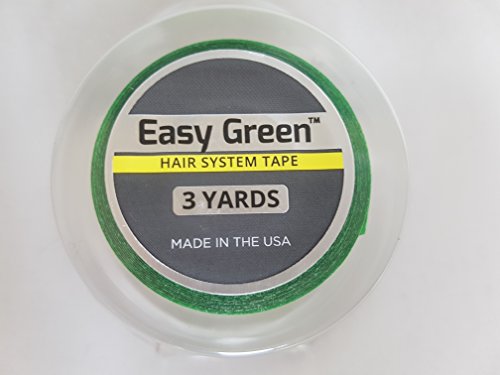 Easy Green™
HAIR SYSTEM TAPE
3 YARDS
MADE IN THE USA